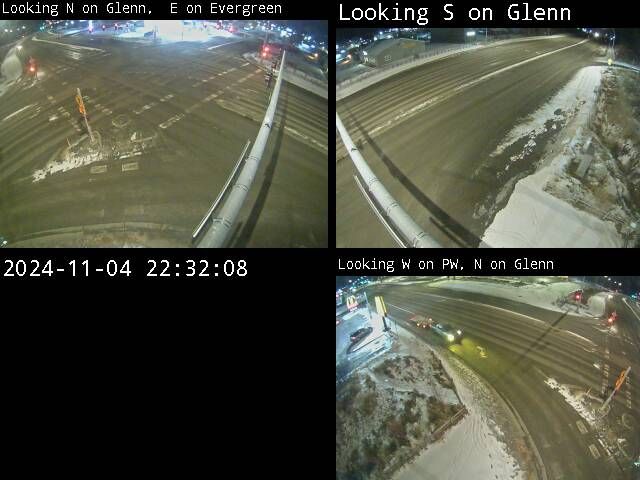 Looking N on Glenn,  E on Evergreen
Looking S on Glenn
2024-11-04 22:32:08
Looking W on PW, N on Glenn